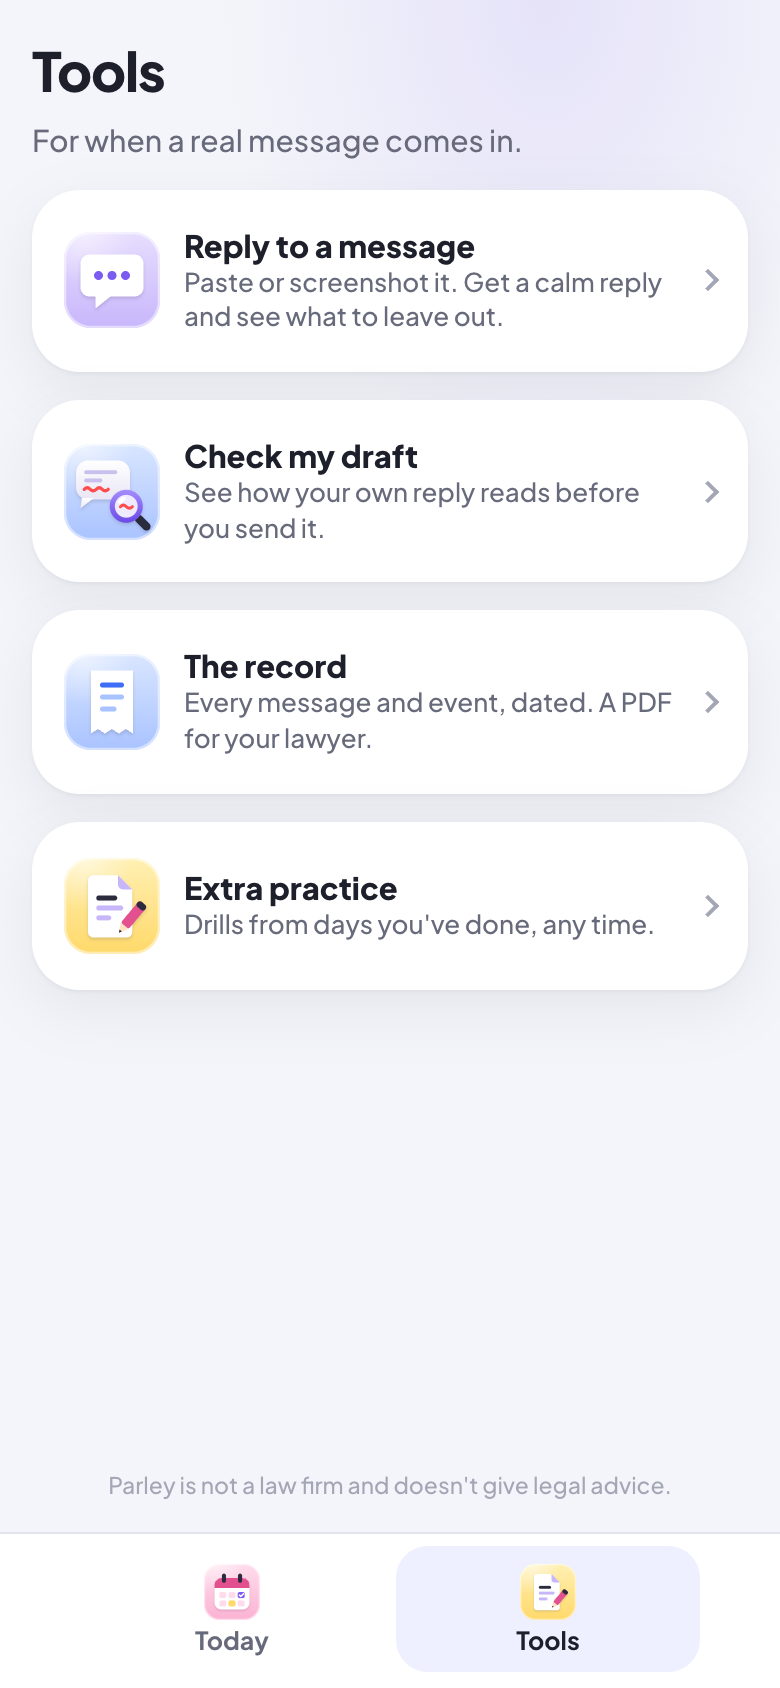 Tools
For when a real message comes in.
Reply to a message
Paste or screenshot it. Get a calm reply
and see what to leave out.
Check my draft
See how your own reply reads before
you send it.
The record
Every message and event, dated. A PDF
for your lawyer.
Extra practice
Drills from days you've done, any time.
Parley is not a law firm and doesn't give legal advice.
Today
Tools